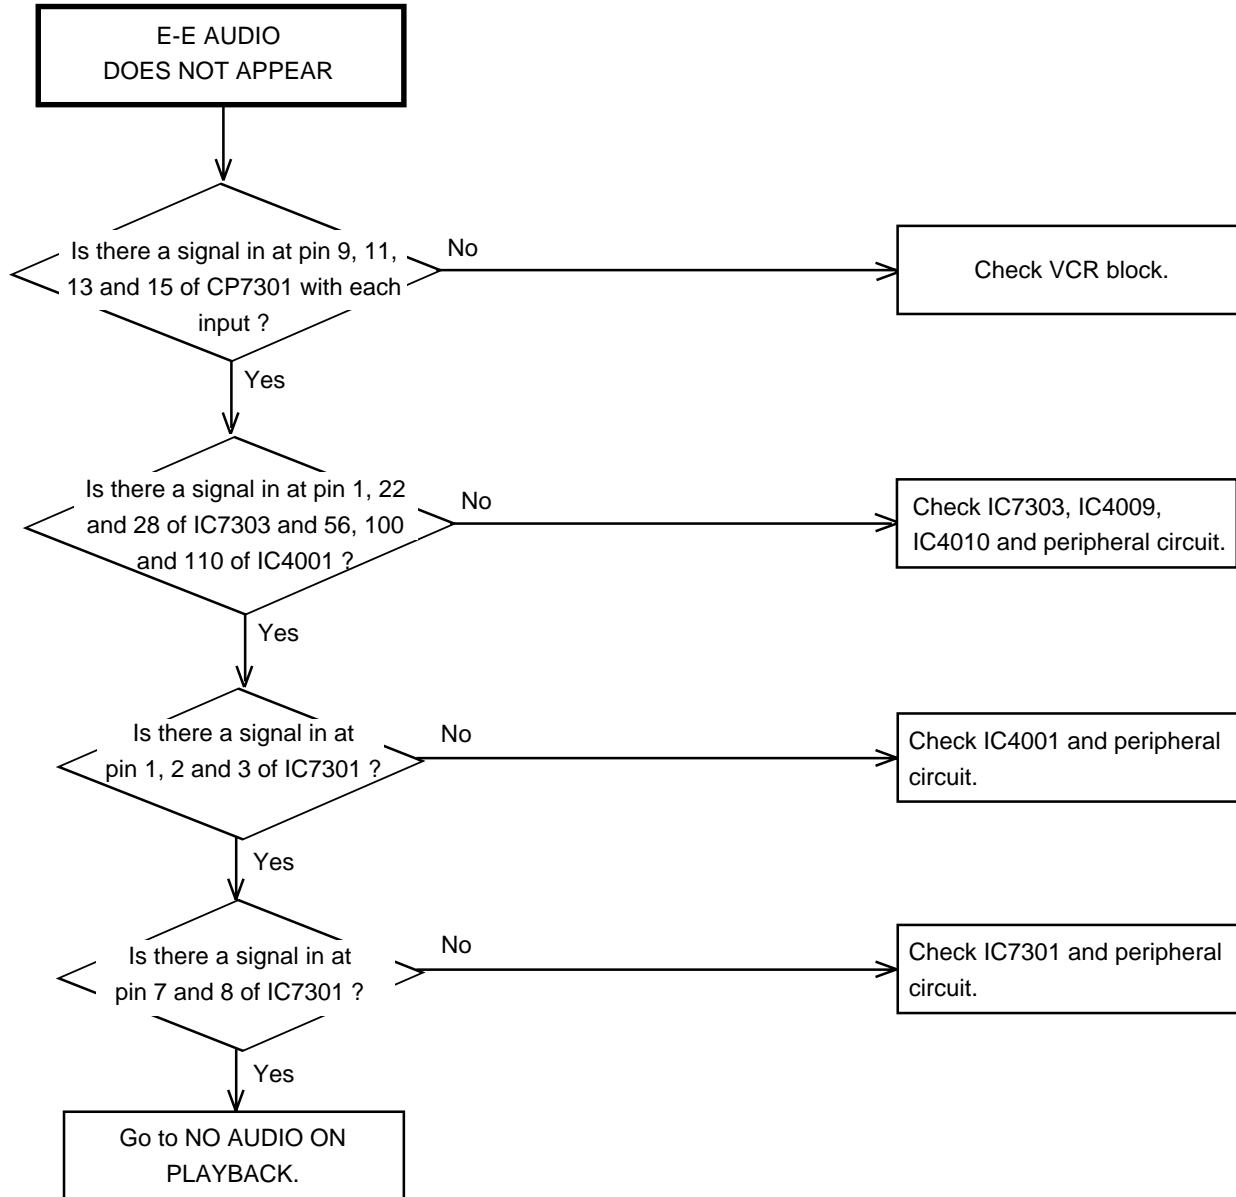 E-E AUDIO
DOES NOT APPEAR
Is there a signal in at pin 9, 11,
13 and 15 of CP7301 with each
input ?
No
Check VCR block.
Yes
Is there a signal in at pin 1, 22
and 28 of IC7303 and 56, 100
and 110 of IC4001 ?
No
Check IC7303, IC4009,
IC4010 and peripheral circuit.
Yes
Is there a signal in at
pin 1, 2 and 3 of IC7301 ?
No
Check IC4001 and peripheral
circuit.
Yes
Is there a signal in at
pin 7 and 8 of IC7301 ?
No
Check IC7301 and peripheral
circuit.
Yes
Go to NO AUDIO ON
PLAYBACK.